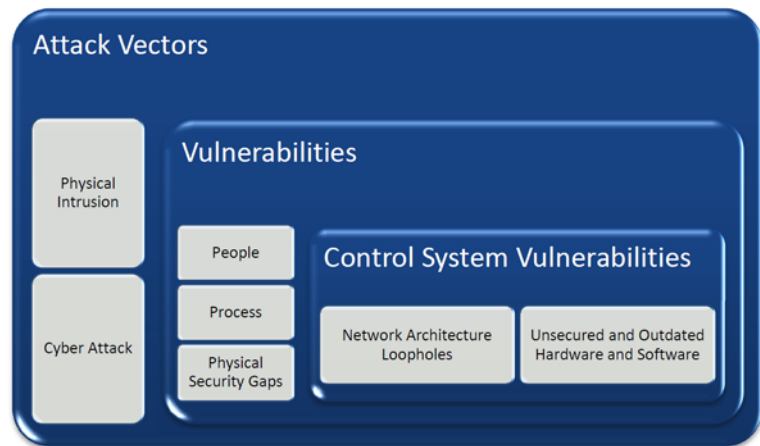 Attack Vectors
Physical
Intrusion
Cyber Attack
Vulnerabilities
People
Process
Physical
Security Gaps
Control System Vulnerabilities
Network Architecture
Loopholes
Unsecured and Outdated
Hardware and Software